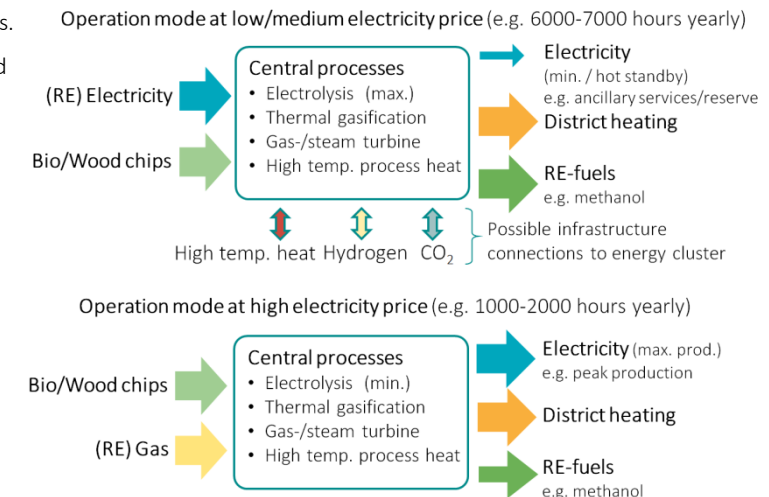 s.
Operation mode at low/medium electricity price (e.g. 6000-7000 hours yearly)
d
(RE) Electricity
Bio/Wood chips
Central processes
• Electrolysis (max.)
• Thermal gasification
• Gas-/steam turbine
• High temp. process heat
Electricity
(min. / hot standby)
e.g. ancillary services/reserve
District heating
RE-fuels
e.g. methanol
High temp. heat Hydrogen CO₂
Possible infrastructure
connections to energy cluster
Operation mode at high electricity price (e.g. 1000-2000 hours yearly)
Bio/Wood chips
(RE) Gas
Central processes
• Electrolysis (min.)
• Thermal gasification
• Gas-/steam turbine
• High temp. process heat
Electricity (max. prod.)
e.g. peak production
District heating
RE-fuels
e.g. methanol